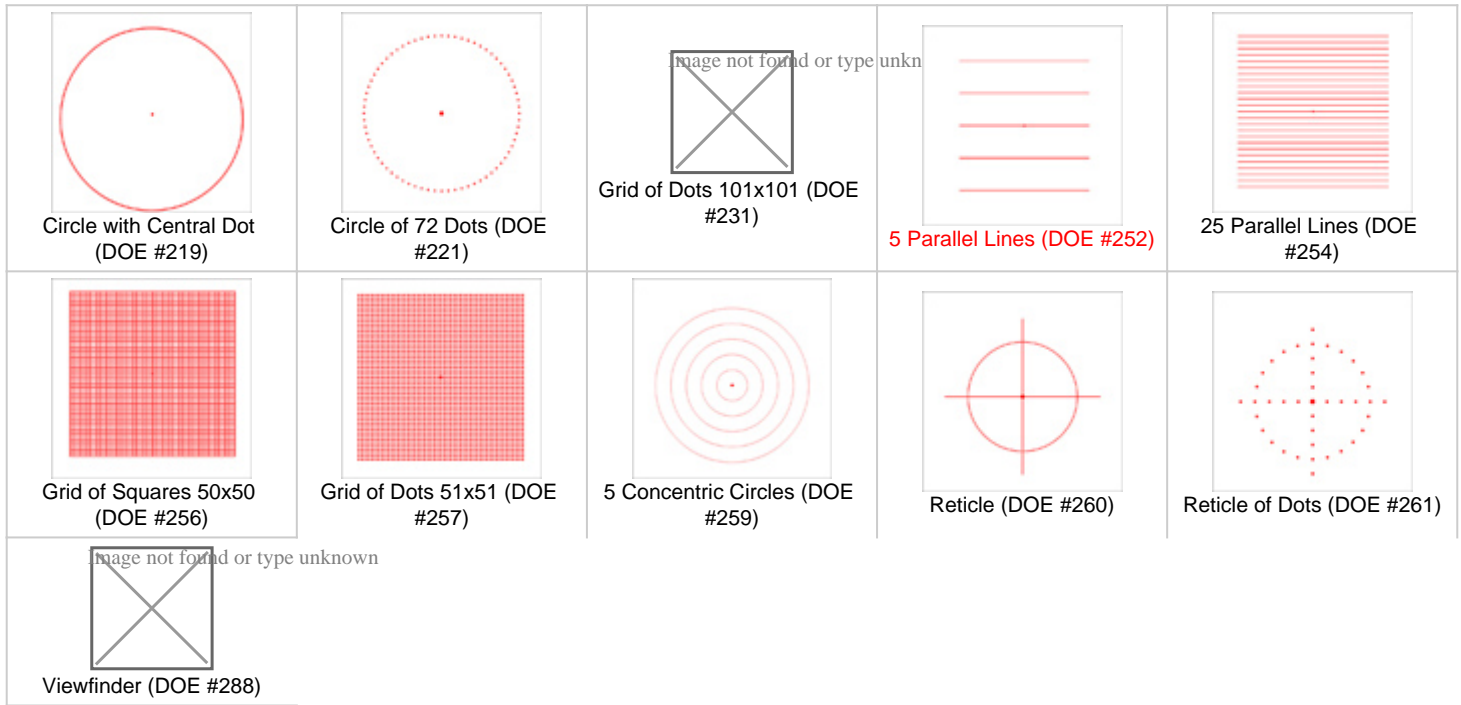 Circle with Central Dot
(DOE #219)
Circle of 72 Dots (DOE
#221)
Image not found or type unkn
Grid of Dots 101x101 (DOE
#231)
5 Parallel Lines (DOE #252)
25 Parallel Lines (DOE
#254)
Grid of Squares 50x50
(DOE #256)
Grid of Dots 51x51 (DOE
#257)
5 Concentric Circles (DOE
#259)
Reticle (DOE #260)
Reticle of Dots (DOE #261)
Image not found or type unknown
Viewfinder (DOE #288)